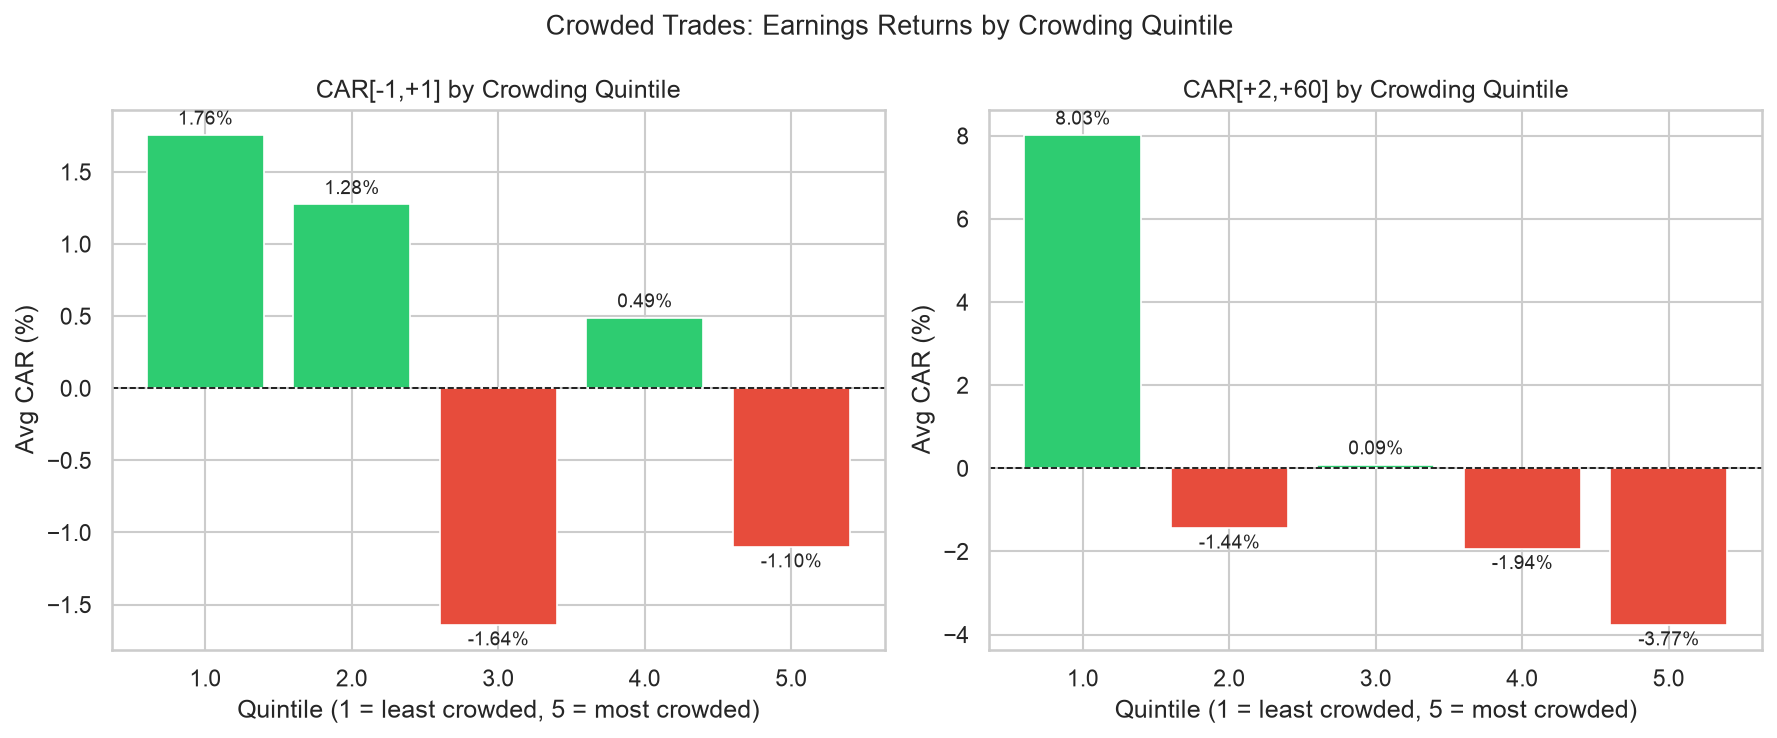 Crowded Trades: Earnings Returns by Crowding Quintile
CAR[-1,+1] by Crowding Quintile
Avg CAR (%)
1.5
1.0
0.5
0.0
−0.5
−1.0
−1.5
1.76%
1.28%
-1.64%
0.49%
-1.10%
1.0 2.0 3.0 4.0 5.0
Quintile (1 = least crowded, 5 = most crowded)
CAR[+2,+60] by Crowding Quintile
Avg CAR (%)
8
6
4
2
0
−2
−4
8.03%
-1.44%
0.09%
-1.94%
-3.77%
1.0 2.0 3.0 4.0 5.0
Quintile (1 = least crowded, 5 = most crowded)